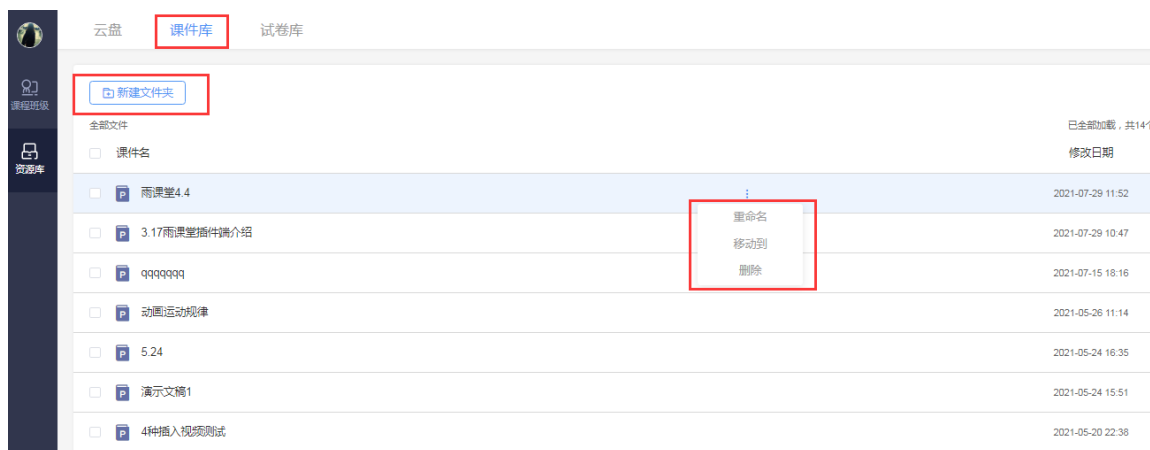 云盘 课件库 试卷库
课程班级
资源库
新建文件夹
全部文件 已全部加载，共14个
课件名 修改日期
雨课堂4.4 2021-07-29 11:52
重命名
3.17雨课堂插件端介绍 2021-07-29 10:47
移动到
删除
qqqqqqq 2021-07-15 18:16
动画运动规律 2021-05-26 11:14
5.24 2021-05-24 16:35
演示文稿1 2021-05-24 15:51
4种插入视频测试 2021-05-20 22:38